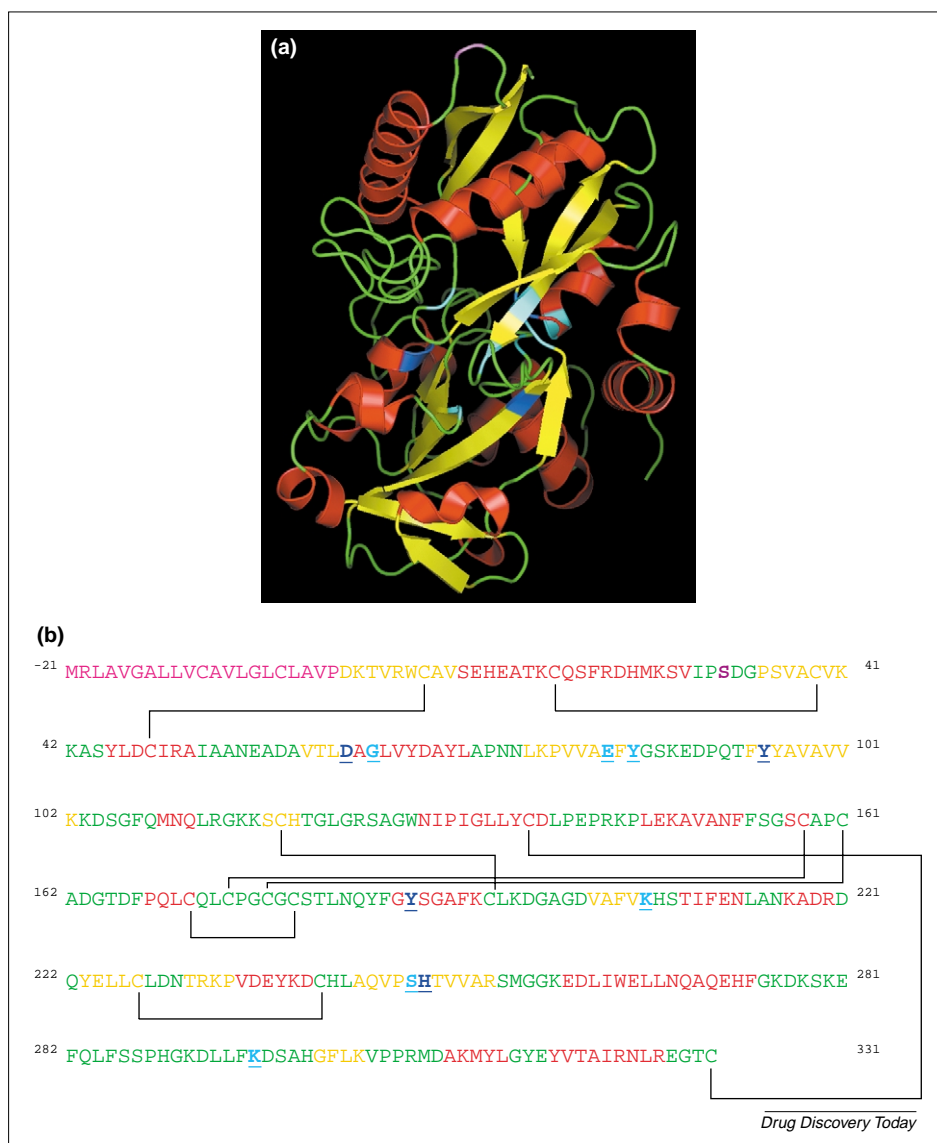 (a)
(b)
-21 MRLAVGALLVCAVLGLCLAVPDKTVRWCAVSEHEATKCQSFRDHMKSVIPSDGPSVACVK 41
42 KASYLDCIRAIAANEADAVTLDAGLVYDAYLAPNNLKPVVAEFYGSKEDPQTFYYAVAVV 101
102 KKDSGFQMNQLRGKKSCHTGLGRSAGWNIPIGLLYCDLPEPRKPLEKAVANFFSGSCAPC 161
162 ADGTDFPQLCQLCPGCGCSTLNQYFGYSGAFKCLKDGAGDVAFVKHSTIFENLANKADRD 221
222 QYELLCLDNTRKPVDEYKDCHLAQVPSHTVVARSMGGKEDLIWELLNQAQEHFGKDKSKE 281
282 FQLFSSPHGKDLLFKDSAHGFLKVPPRMDAKMYLGYEYVTAIRNLREGTC 331
Drug Discovery Today